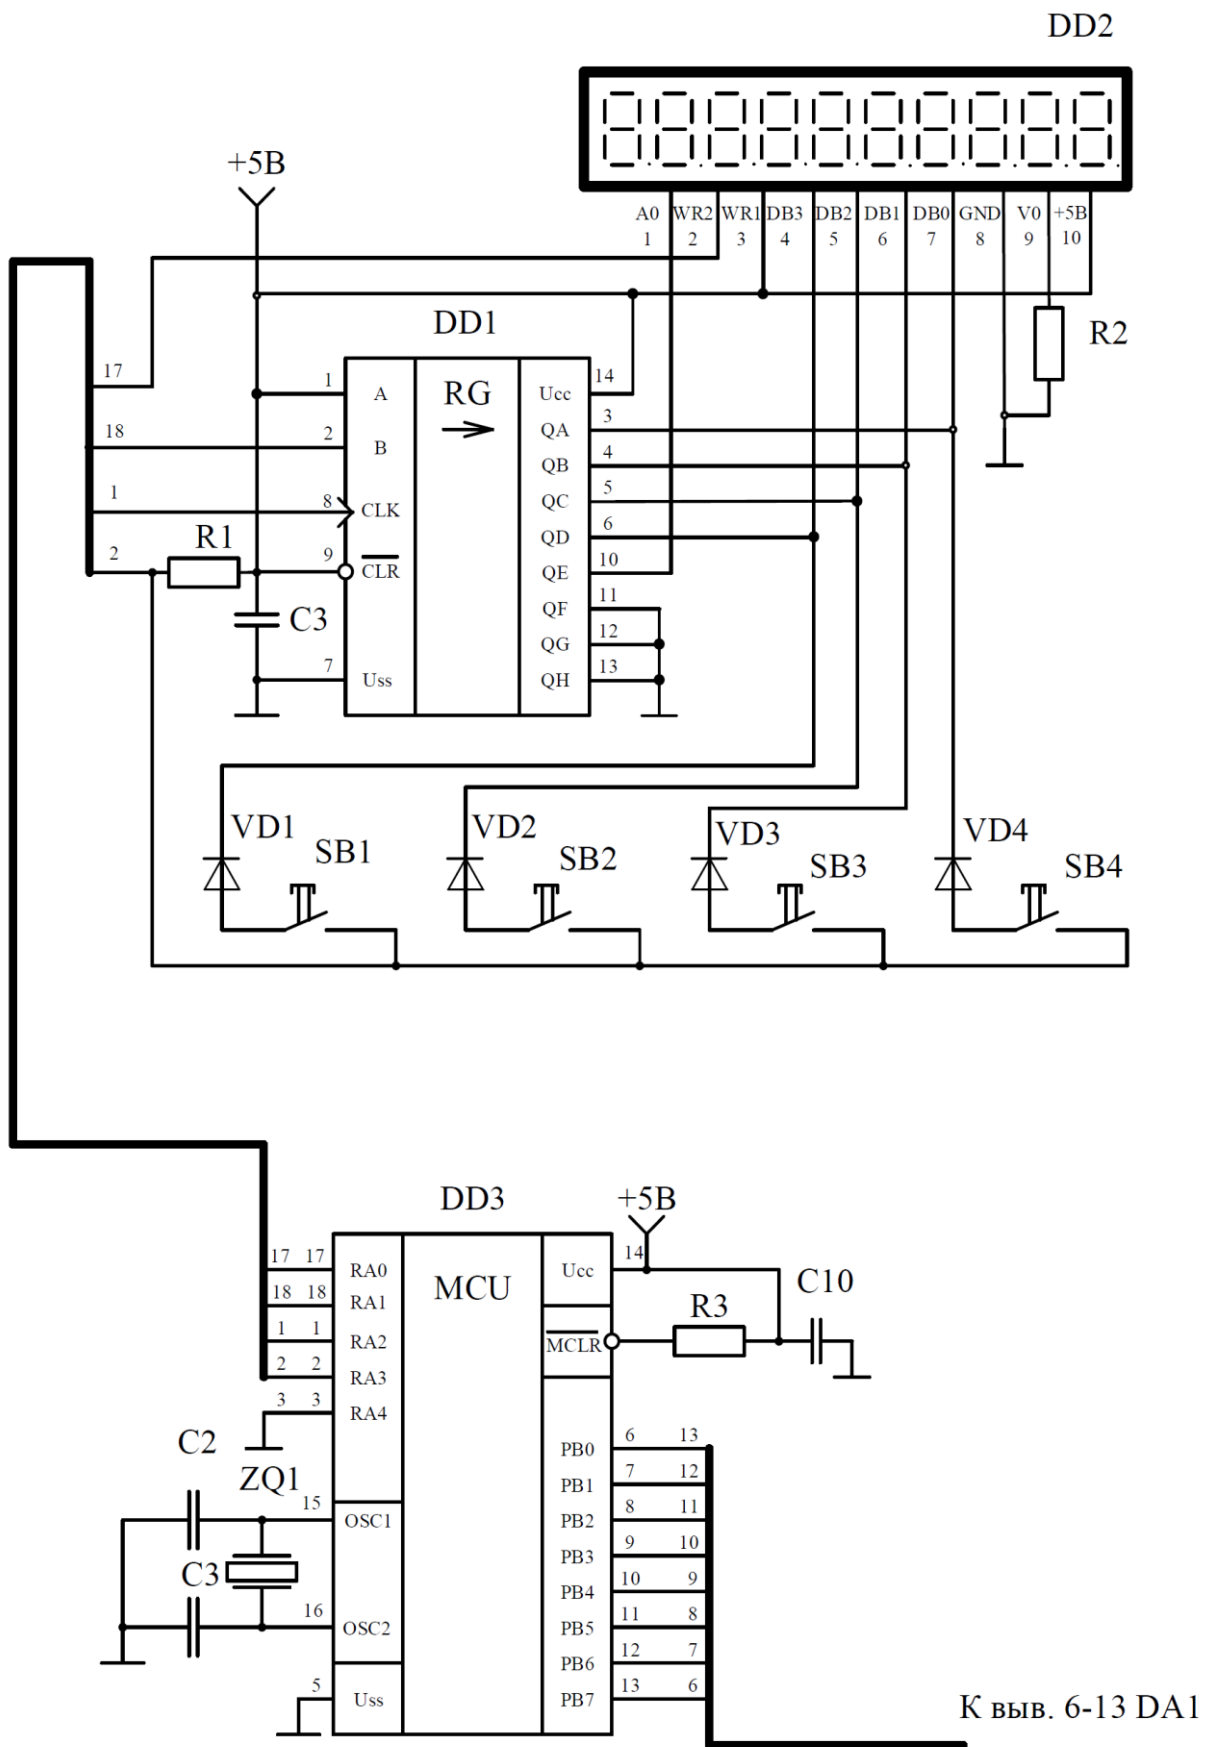 DD2
+5В
A0 WR2 WR1 DB3 DB2 DB1 DB0 GND V0 +5В
1 2 3 4 5 6 7 8 9 10
DD1
R2
17
1 A RG Ucc 14
QA 3
18 2 B
QB 4
1 8 CLK
QC 5
R1
QD 6
2 9 CLR
QE 10
C3
QF 11
QG 12
7 Uss
QH 13
VD1 SB1
VD2 SB2
VD3 SB3
VD4 SB4
DD3
+5В
17 17 RA0 MCU Ucc 14
C10
18 18 RA1
R3
1 1 RA2 MCLR
2 2 RA3
3 3 RA4
C2
PB0 6 13
ZQ1
PB1 7 12
15 OSC1
PB2 8 11
PB3 9 10
C3
PB4 10 9
16 OSC2
PB5 11 8
PB6 12 7
5 Uss
PB7 13 6
К выв. 6-13 DA1